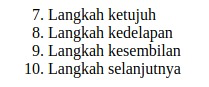 7. Langkah ketujuh
8. Langkah kedelapan
9. Langkah kesembilan
10. Langkah selanjutnya